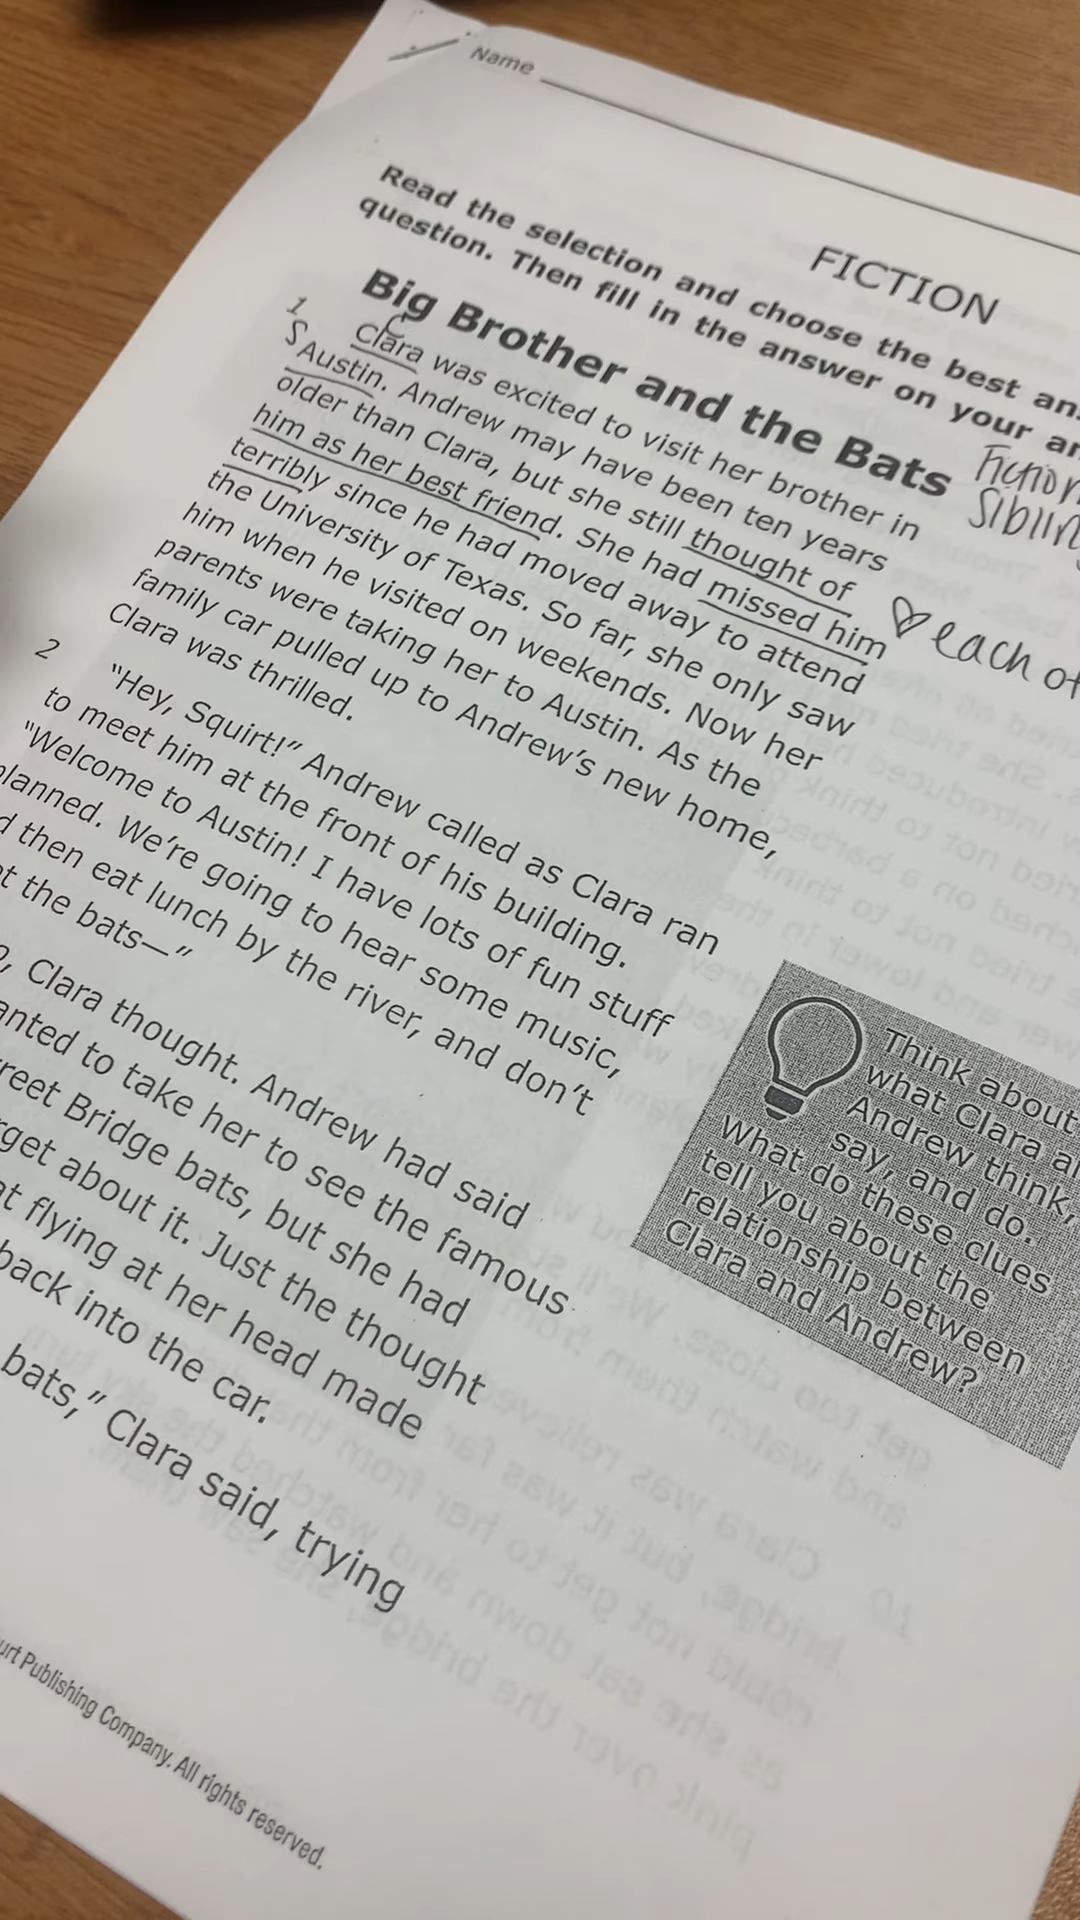 Name
FICTION
Read the selection and choose the best
question. Then fill in the answer on your
Big Brother and the Bats
Fiction
Sibling
1 C
Clara was excited to visit her brother in
S Austin. Andrew may have been ten years
older than Clara, but she still thought of
him as her best friend. She had missed him
♡ each
terribly since he had moved away to attend
the University of Texas. So far, she only saw
him when he visited on weekends. Now her
parents were taking her to Austin. As the
family car pulled up to Andrew's new home,
Clara was thrilled.
2 "Hey, Squirt!" Andrew called as Clara ran
to meet him at the front of his building.
"Welcome to Austin! I have lots of fun stuff
planned. We're going to hear some music,
then eat lunch by the river, and don't
the bats—"
Clara thought. Andrew had said
wanted to take her to see the famous
Bridge bats, but she had
about it. Just the thought
flying at her head made
back into the car.
bats," Clara said, trying
Think about
what Clara
Andrew think,
say, and do.
What do these clues
tell you about the
relationship between
Clara and Andrew?
Publishing Company. All rights reserved.